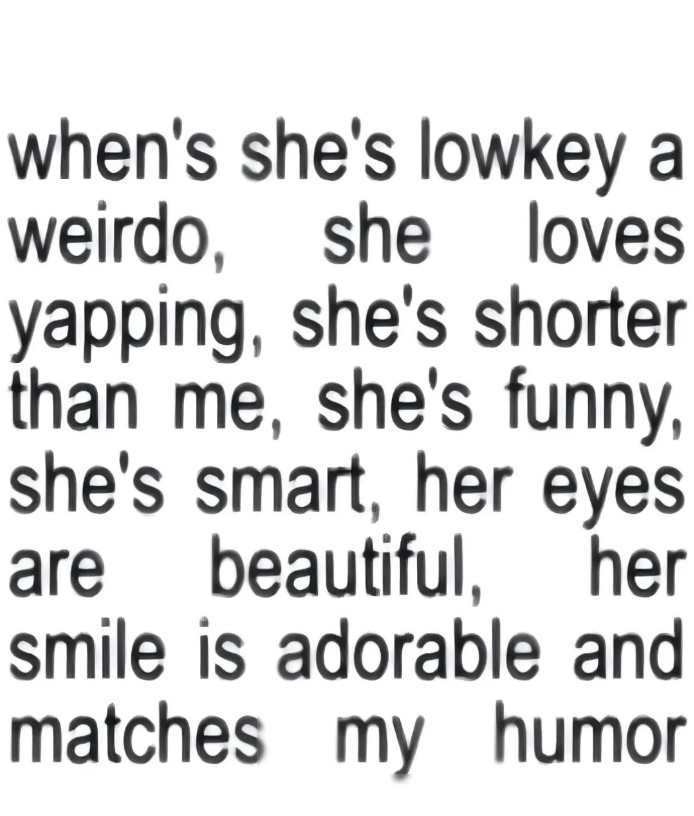 when's she's lowkey a
weirdo, she loves
yapping, she's shorter
than me, she's funny,
she's smart, her eyes
are beautiful, her
smile is adorable and
matches my humor